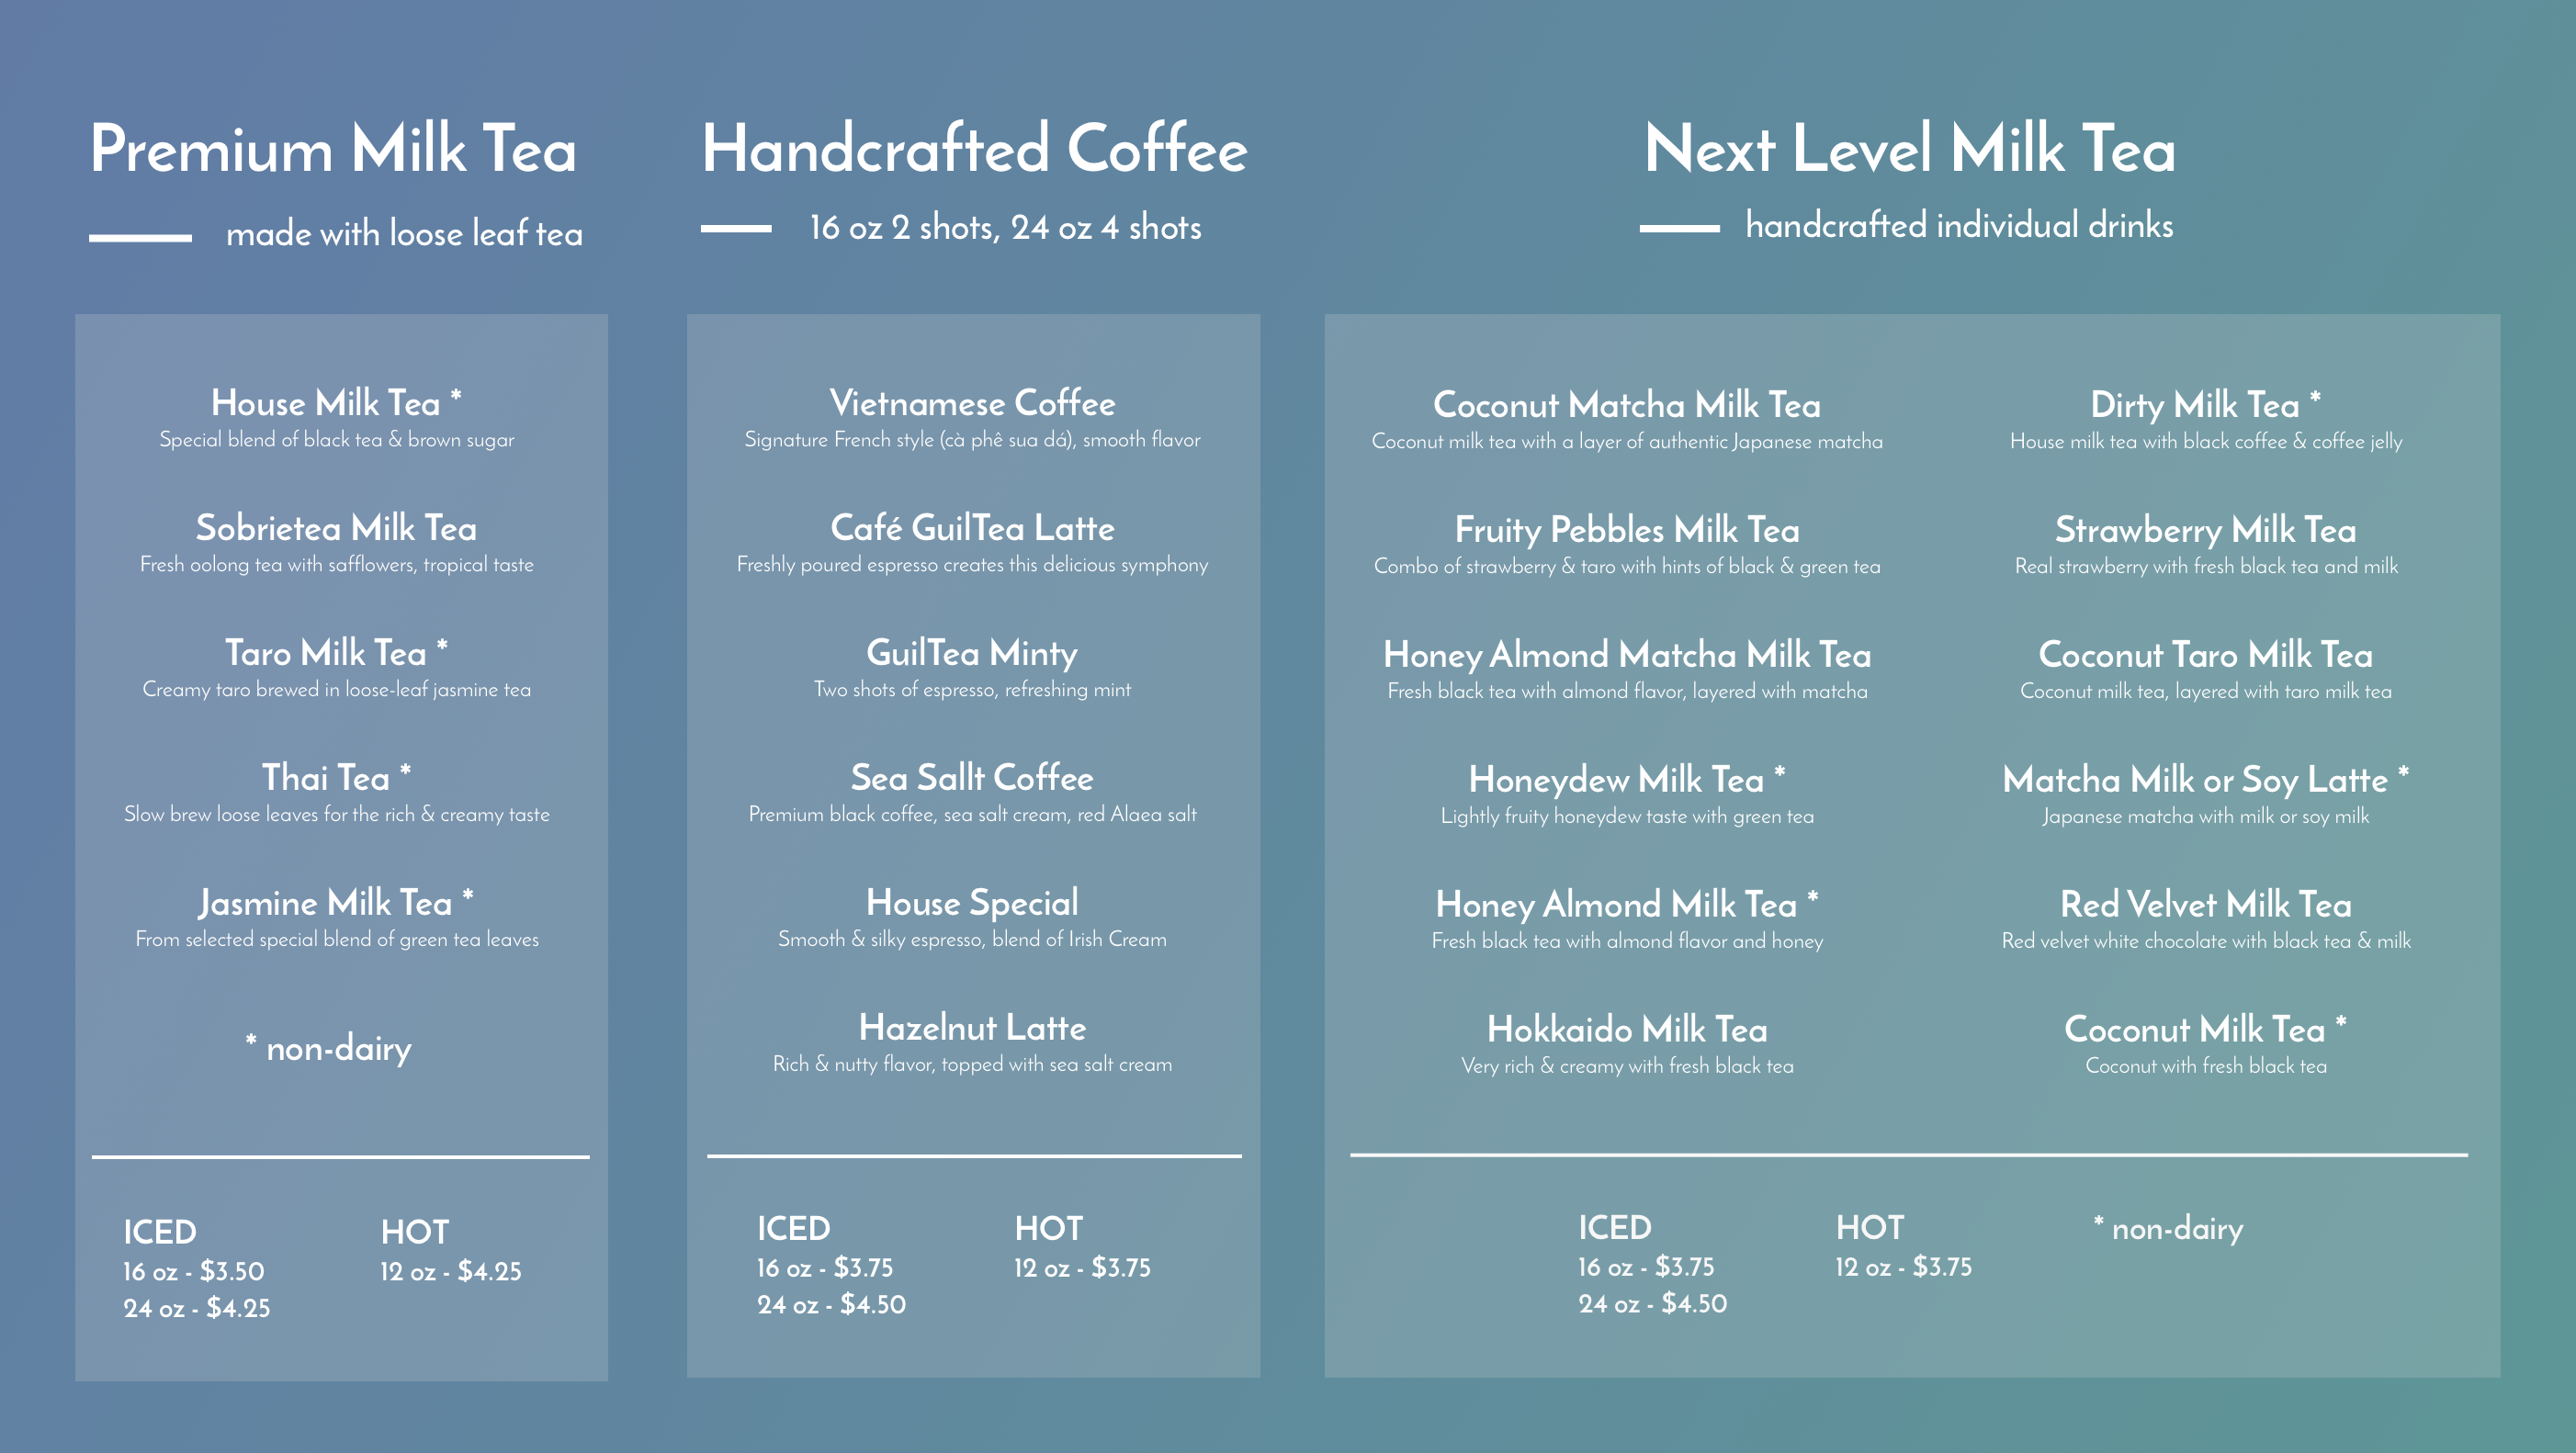 Premium Milk Tea
made with loose leaf tea
House Milk Tea *
Special blend of black tea & brown sugar
Sobrietea Milk Tea
Fresh oolong tea with safflowers, tropical taste
Taro Milk Tea *
Creamy taro brewed in loose-leaf jasmine tea
Thai Tea *
Slow brew loose leaves for the rich & creamy taste
Jasmine Milk Tea *
From selected special blend of green tea leaves
* non-dairy
ICED
16 oz - $3.50
24 oz - $4.25
HOT
12 oz - $4.25
Handcrafted Coffee
16 oz 2 shots, 24 oz 4 shots
Vietnamese Coffee
Signature French style (cà phê sua dá), smooth flavor
Café GuilTea Latte
Freshly poured espresso creates this delicious symphony
GuilTea Minty
Two shots of espresso, refreshing mint
Sea Sallt Coffee
Premium black coffee, sea salt cream, red Alaea salt
House Special
Smooth & silky espresso, blend of Irish Cream
Hazelnut Latte
Rich & nutty flavor, topped with sea salt cream
ICED
16 oz - $3.75
24 oz - $4.50
HOT
12 oz - $3.75
Next Level Milk Tea
handcrafted individual drinks
Coconut Matcha Milk Tea
Coconut milk tea with a layer of authentic Japanese matcha
Fruity Pebbles Milk Tea
Combo of strawberry & taro with hints of black & green tea
Honey Almond Matcha Milk Tea
Fresh black tea with almond flavor, layered with matcha
Honeydew Milk Tea *
Lightly fruity honeydew taste with green tea
Honey Almond Milk Tea *
Fresh black tea with almond flavor and honey
Hokkaido Milk Tea
Very rich & creamy with fresh black tea
Dirty Milk Tea *
House milk tea with black coffee & coffee jelly
Strawberry Milk Tea
Real strawberry with fresh black tea and milk
Coconut Taro Milk Tea
Coconut milk tea, layered with taro milk tea
Matcha Milk or Soy Latte *
Japanese matcha with milk or soy milk
Red Velvet Milk Tea
Red velvet white chocolate with black tea & milk
Coconut Milk Tea *
Coconut with fresh black tea
ICED
16 oz - $3.75
24 oz - $4.50
HOT
12 oz - $3.75
* non-dairy